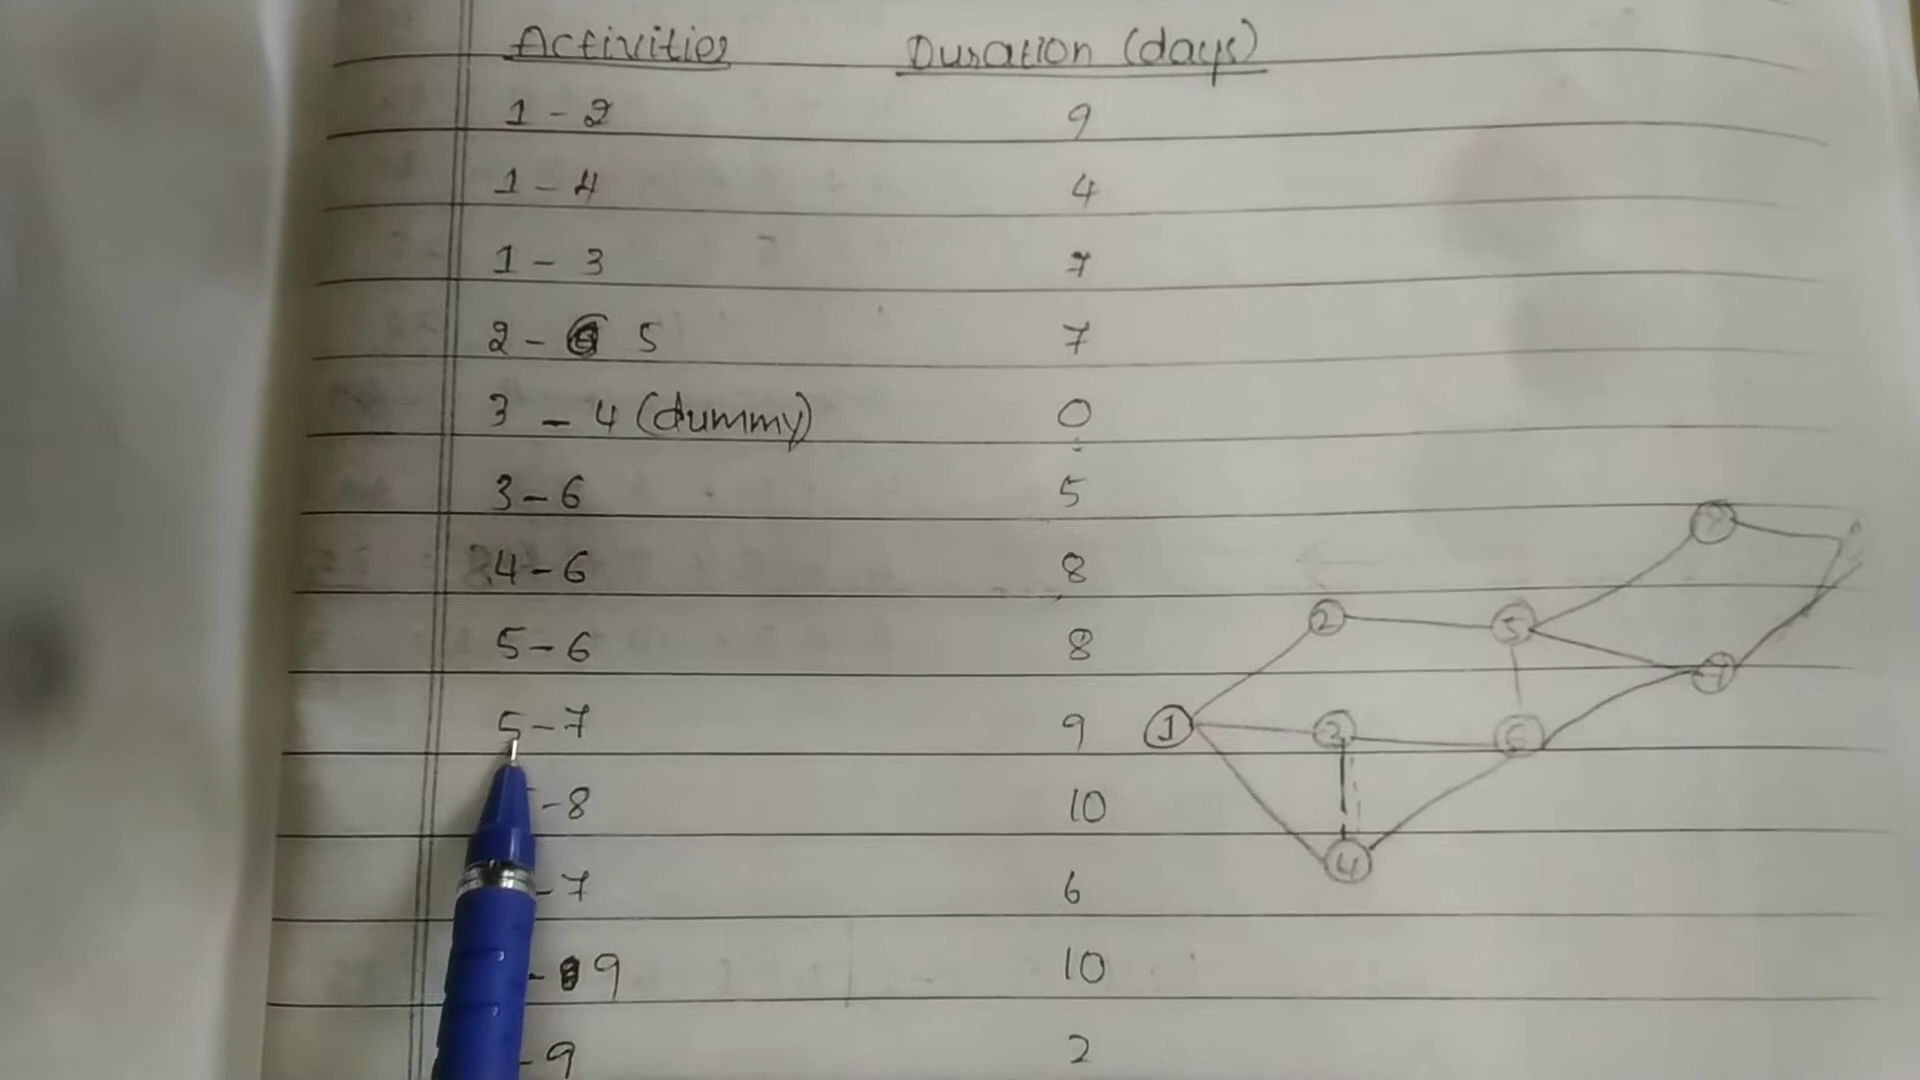 Activities Duration (days)
1 - 2 9
1 - 4 4
1 - 3 7
2 - 5 7
3 - 4 (dummy) 0
3 - 6 5
4 - 6 8
5 - 6 8
5 - 7 9
- 8 10
- 7 6
- 9 10
- 9 2
8
2 5
7
1 3 6
4